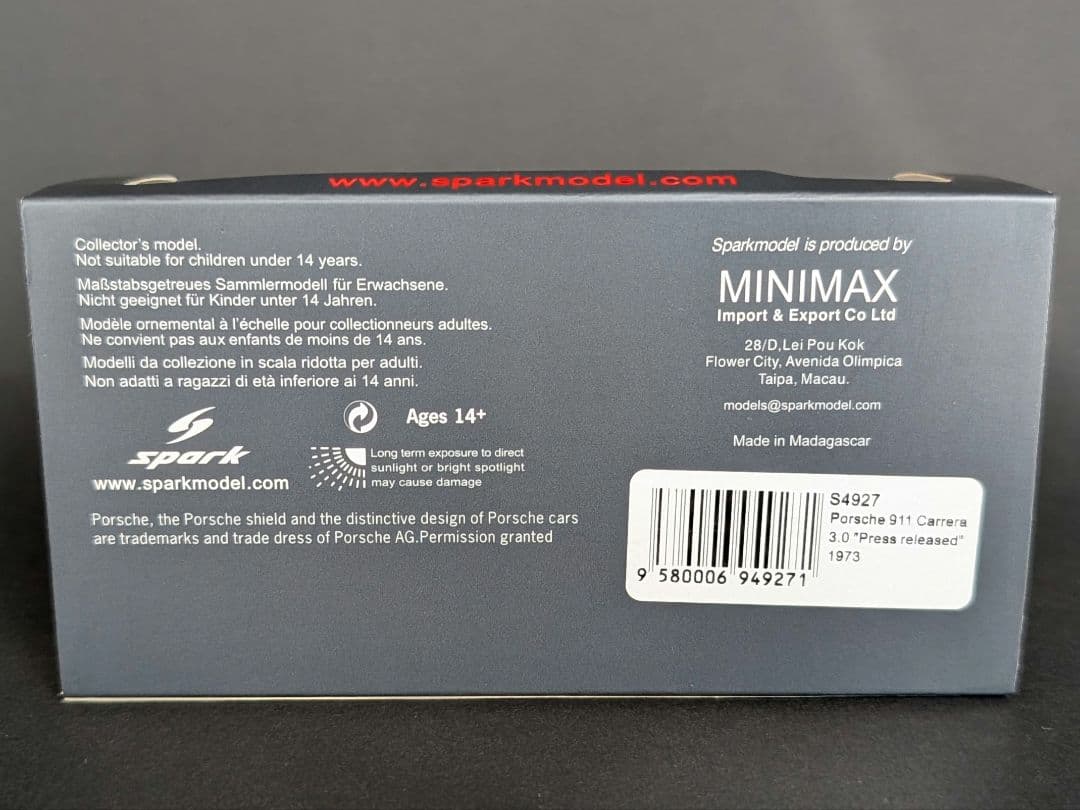 www.sparkmodel.com
Collector's model.
Not suitable for children under 14 years.
Maßstabsgetreues Sammlermodell für Erwachsene.
Nicht geeignet für Kinder unter 14 Jahren.
Modèle ornemental à l'échelle pour collectionneurs adultes.
Ne convient pas aux enfants de moins de 14 ans.
Modelli da collezione in scala ridotta per adulti.
Non adatti a ragazzi di età inferiore ai 14 anni.
Ages 14+
spark
www.sparkmodel.com
Long term exposure to direct
sunlight or bright spotlight
may cause damage
Porsche, the Porsche shield and the distinctive design of Porsche cars
are trademarks and trade dress of Porsche AG.Permission granted
Sparkmodel is produced by
MINIMAX
Import & Export Co Ltd
28/D,Lei Pou Kok
Flower City, Avenida Olimpica
Taipa, Macau.
models@sparkmodel.com
Made in Madagascar
S4927
Porsche 911 Carrera
3.0 "Press released"
1973
9 580006 949271